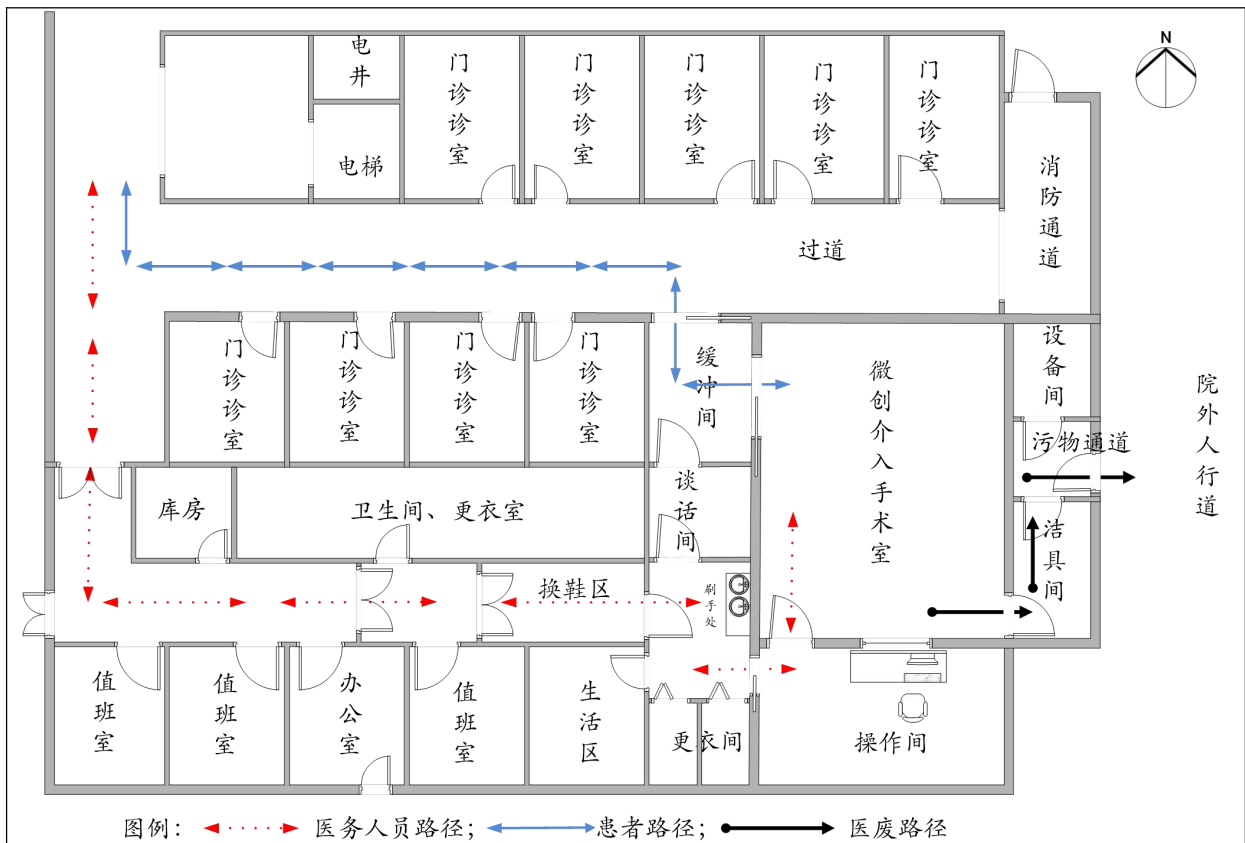 N
电井
门诊诊室
门诊诊室
门诊诊室
门诊诊室
门诊诊室
电梯
消防通道
过道
门诊诊室
门诊诊室
门诊诊室
门诊诊室
缓冲间
微创介入手术室
设备间
院外人行道
污物通道
库房
卫生间、更衣室
谈话间
洁具间
换鞋区
刷手处
值班室
值班室
办公室
值班室
生活区
更衣间
操作间
图例： 医务人员路径； 患者路径； 医废路径